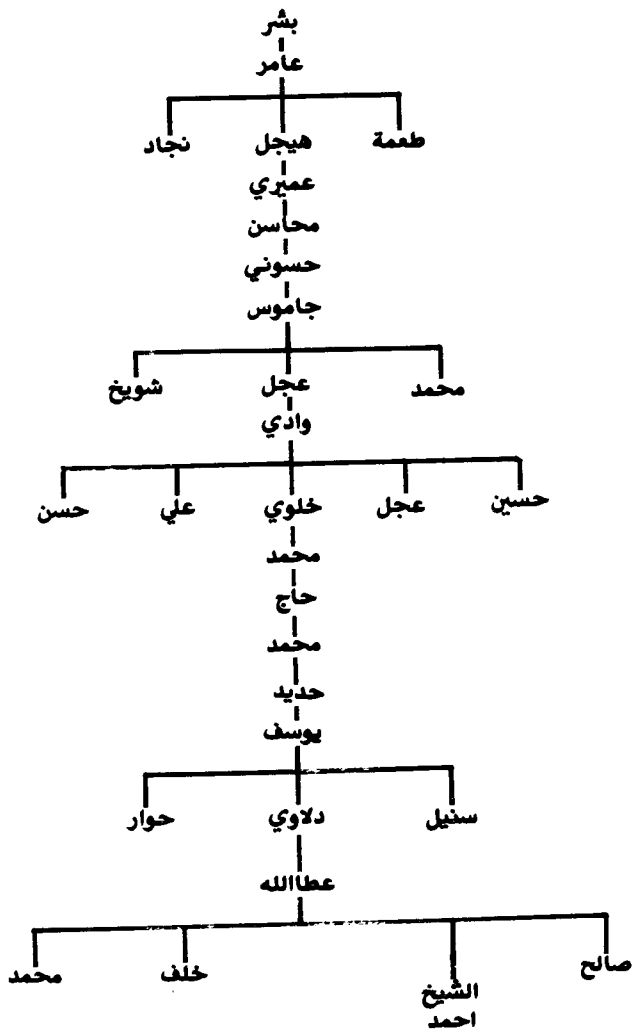 بشر
عامر
طعمة هيجل نجاد
عميري
محاسن
حسوني
جاموس
محمد عجل شويخ
وادي
حسين عجل خلوي علي حسن
محمد
حاج
محمد
حديد
يوسف
سنيل دلاوي حوار
عطاالله
صالح الشيخ خلف محمد
احمد